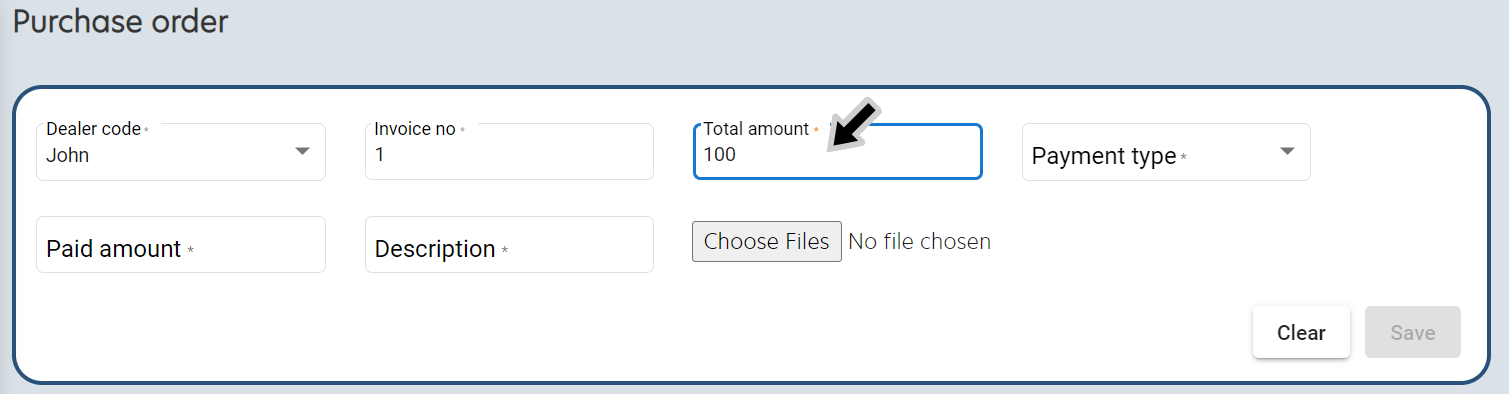 Purchase order
Dealer code * Invoice no * Total amount *
John 1 100 Payment type *
Paid amount * Description * Choose Files No file chosen
Clear Save